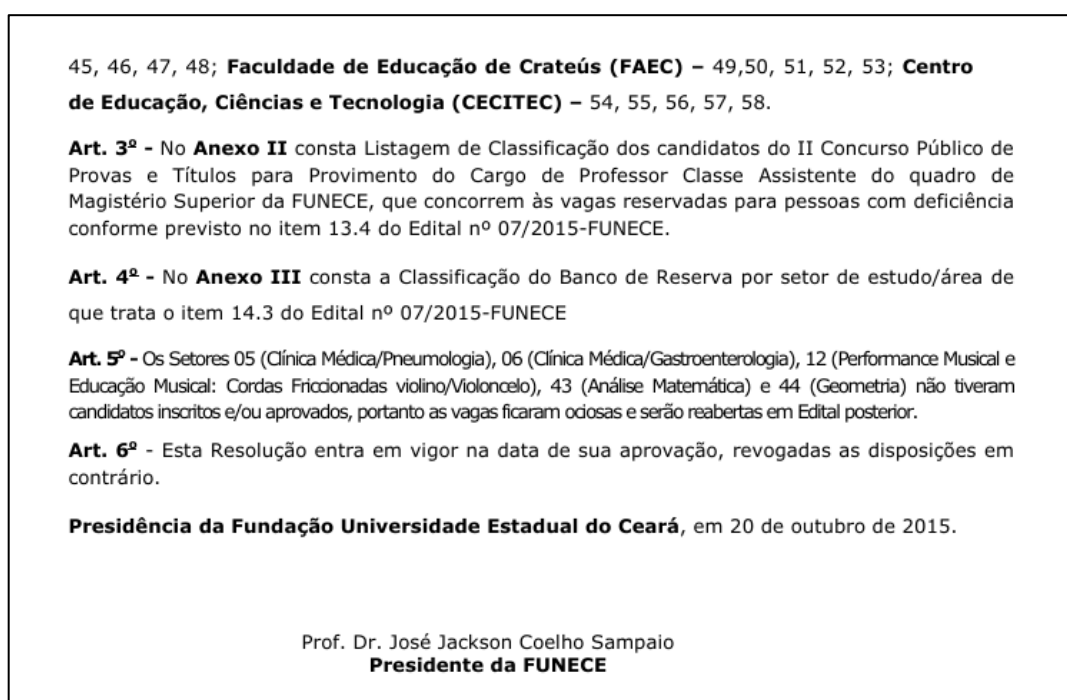 45, 46, 47, 48; Faculdade de Educação de Crateús (FAEC) – 49,50, 51, 52, 53; Centro
de Educação, Ciências e Tecnologia (CECITEC) – 54, 55, 56, 57, 58.
Art. 3º - No Anexo II consta Listagem de Classificação dos candidatos do II Concurso Público de
Provas e Títulos para Provimento do Cargo de Professor Classe Assistente do quadro de
Magistério Superior da FUNECE, que concorrem às vagas reservadas para pessoas com deficiência
conforme previsto no item 13.4 do Edital nº 07/2015-FUNECE.
Art. 4º - No Anexo III consta a Classificação do Banco de Reserva por setor de estudo/área de
que trata o item 14.3 do Edital nº 07/2015-FUNECE
Art. 5º - Os Setores 05 (Clínica Médica/Pneumologia), 06 (Clínica Médica/Gastroenterologia), 12 (Performance Musical e
Educação Musical: Cordas Friccionadas violino/Violoncelo), 43 (Análise Matemática) e 44 (Geometria) não tiveram
candidatos inscritos e/ou aprovados, portanto as vagas ficaram ociosas e serão reabertas em Edital posterior.
Art. 6º - Esta Resolução entra em vigor na data de sua aprovação, revogadas as disposições em
contrário.
Presidência da Fundação Universidade Estadual do Ceará, em 20 de outubro de 2015.
Prof. Dr. José Jackson Coelho Sampaio
Presidente da FUNECE